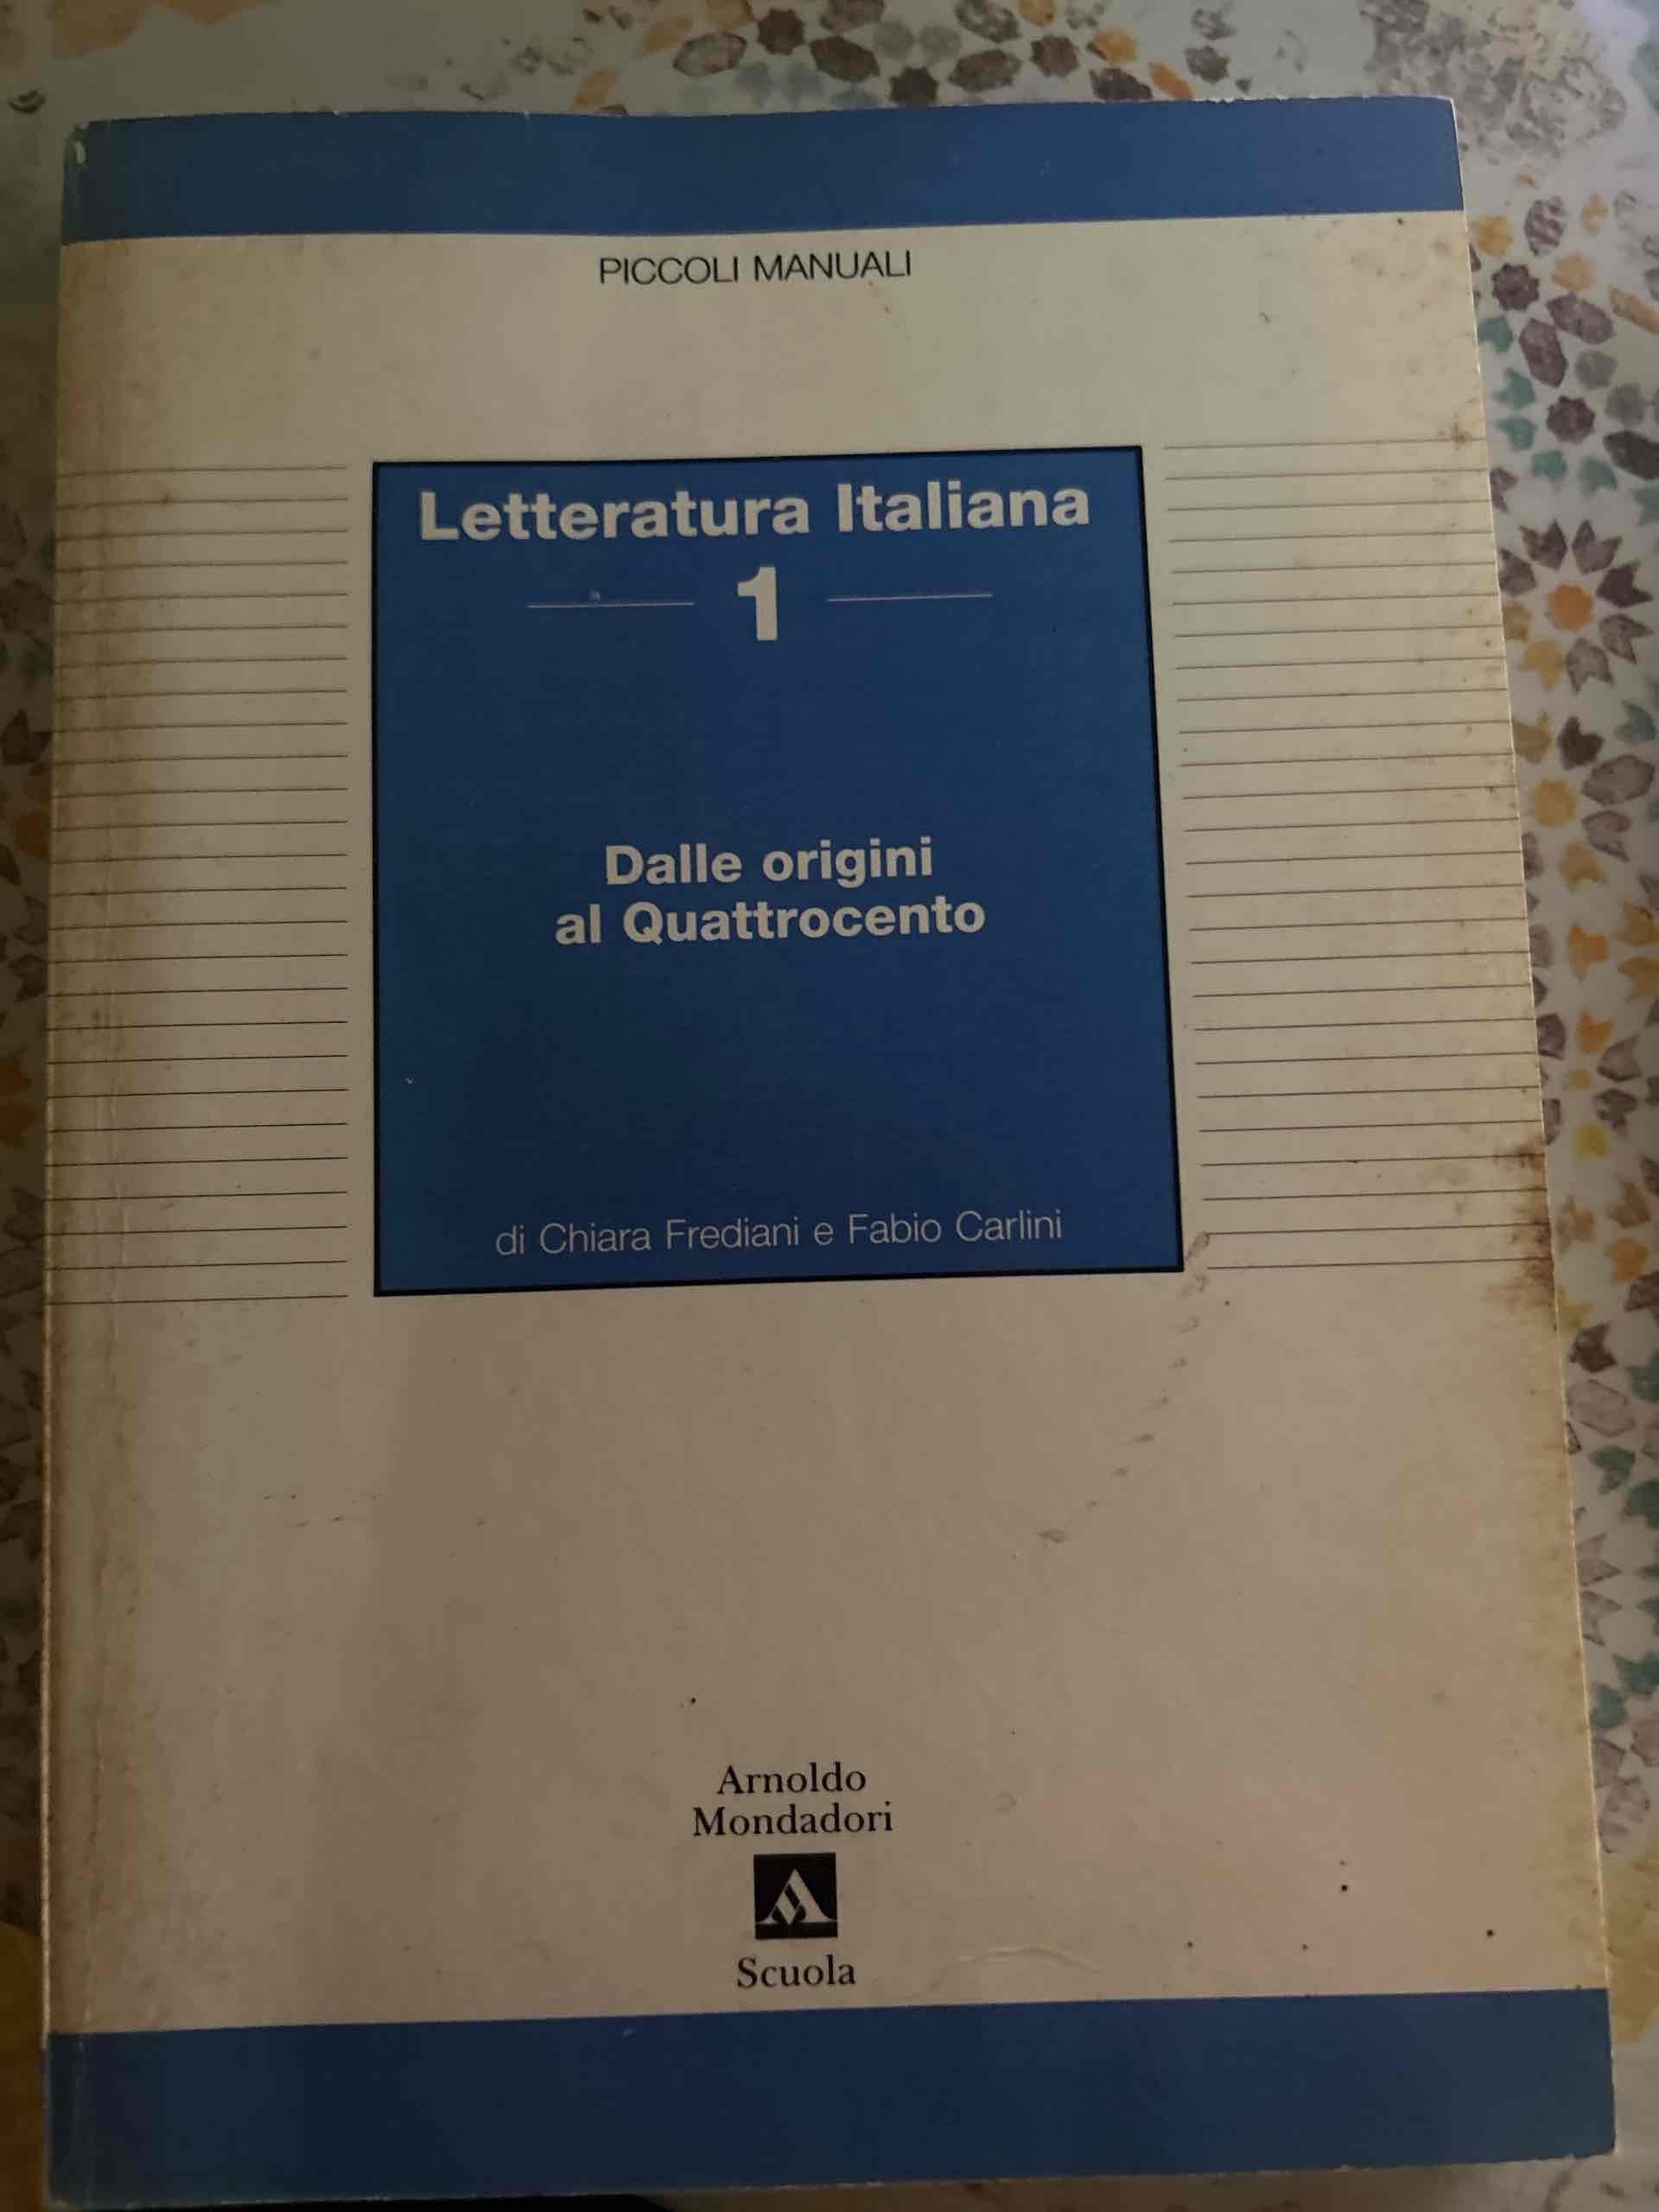 PICCOLI MANUALI
Letteratura Italiana
1
Dalle origini
al Quattrocento
di Chiara Frediani e Fabio Carlini
Arnoldo
Mondadori
Scuola